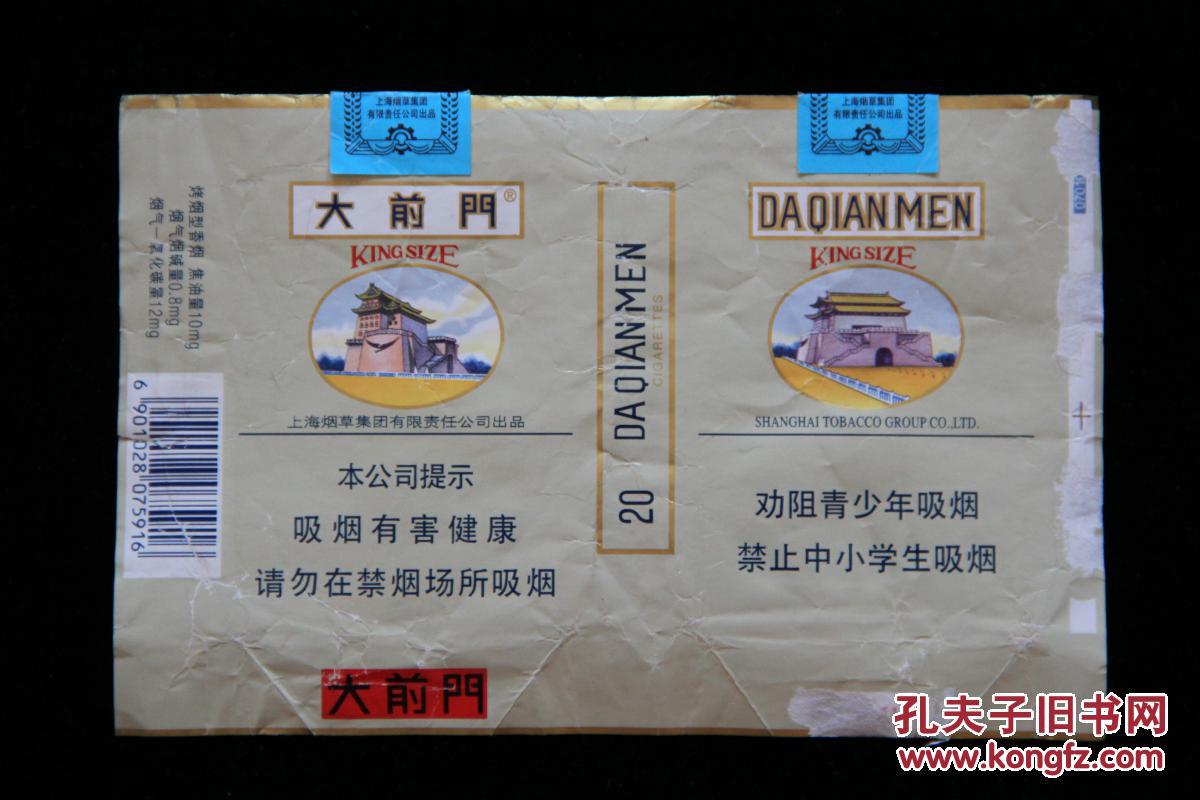 上海烟草集团
有限责任公司出品
上海烟草集团
有限责任公司出品
烤烟型香烟 焦油量10mg
烟气烟碱量0.8mg
烟气一氧化碳量12mg
6 901028 075916
大前門®
KING SIZE
上海烟草集团有限责任公司出品
本公司提示
吸烟有害健康
请勿在禁烟场所吸烟
大前門
20 DAQIANMEN
CIGARETTES
DAQIANMEN
KING SIZE
SHANGHAI TOBACCO GROUP CO.,LTD.
劝阻青少年吸烟
禁止中小学生吸烟
孔夫子旧书网
www.kongfz.com